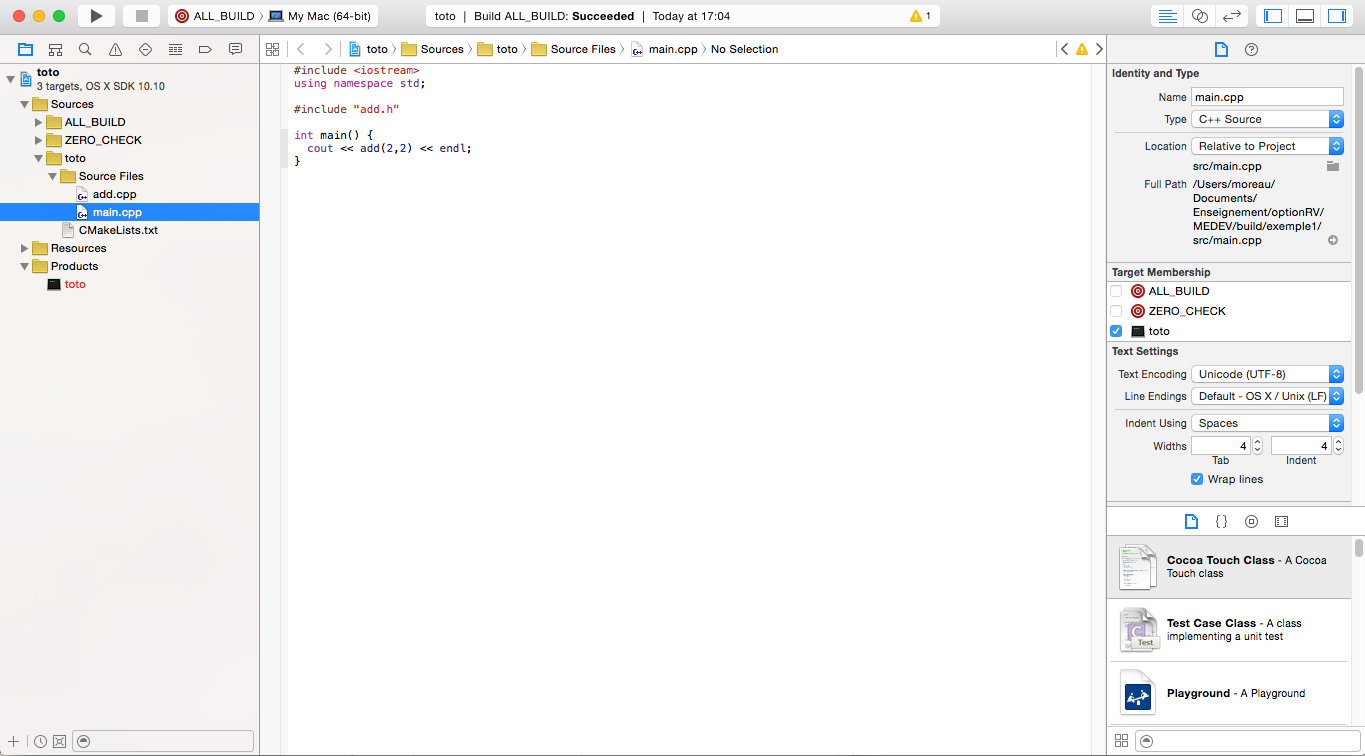 ALL_BUILD My Mac (64-bit)
toto | Build ALL_BUILD: Succeeded | Today at 17:04
1
toto
3 targets, OS X SDK 10.10
Sources
ALL_BUILD
ZERO_CHECK
toto
Source Files
add.cpp
main.cpp
CMakeLists.txt
Resources
Products
toto
toto Sources toto Source Files main.cpp No Selection
#include <iostream>
using namespace std;
#include "add.h"
int main() {
cout << add(2,2) << endl;
}
Identity and Type
Name main.cpp
Type C++ Source
Location Relative to Project
src/main.cpp
Full Path /Users/moreau/
Documents/
Enseignement/optionRV/
MEDEV/build/exemple1/
src/main.cpp
Target Membership
ALL_BUILD
ZERO_CHECK
toto
Text Settings
Text Encoding Unicode (UTF-8)
Line Endings Default - OS X / Unix (LF)
Indent Using Spaces
Widths 4 4
Tab Indent
Wrap lines
{}
Cocoa Touch Class - A Cocoa
Touch class
C
Test
Test Case Class - A class
implementing a unit test
Playground - A Playground